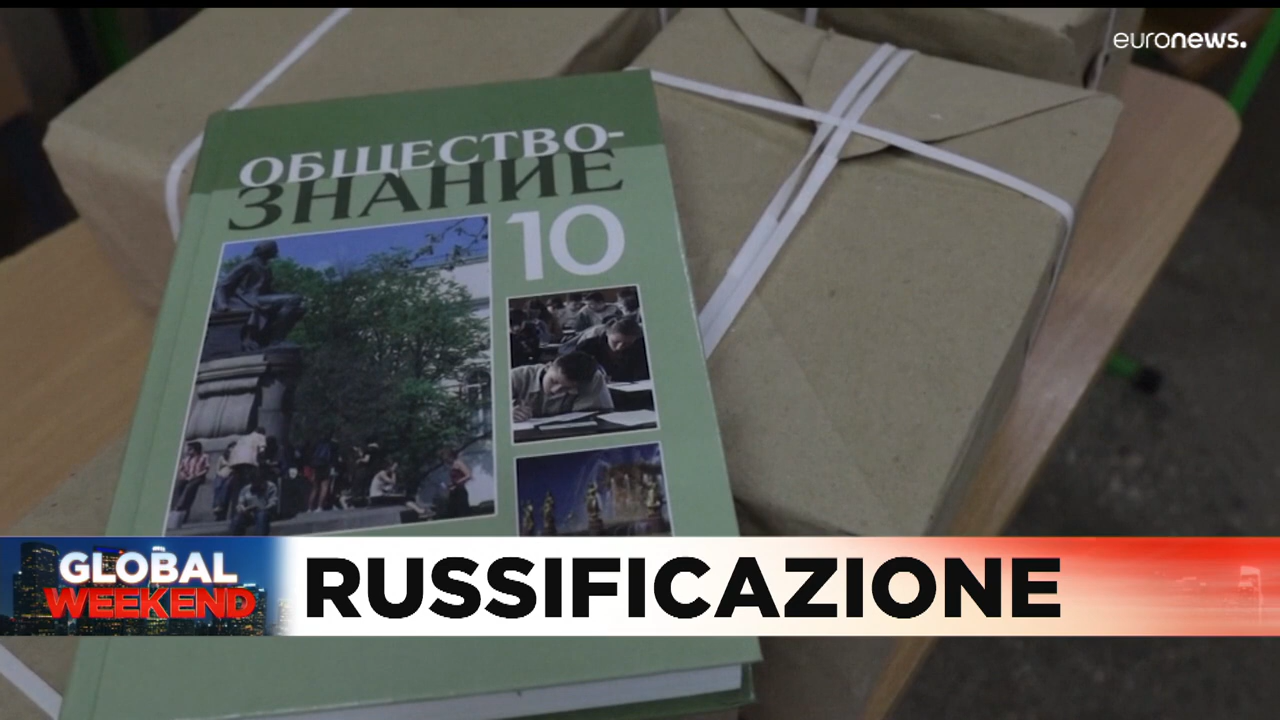 euronews.
ОБЩЕСТВО-
ЗНАНИЕ
10
GLOBAL
WEEKEND
RUSSIFICAZIONE